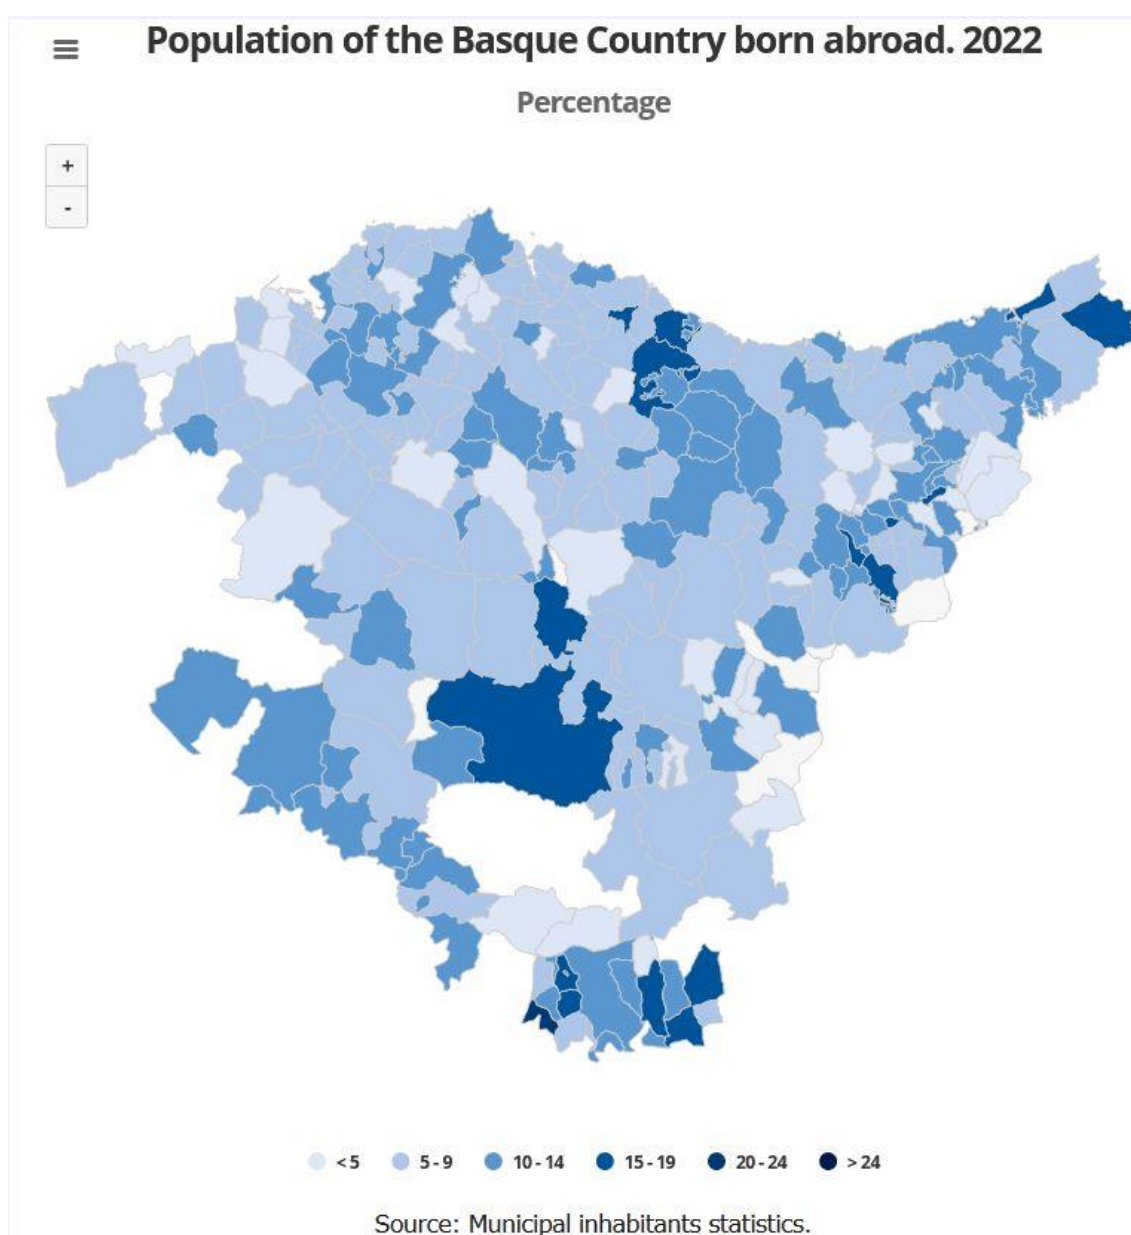 Population of the Basque Country born abroad. 2022
Percentage
+
-
< 5
5 - 9
10 - 14
15 - 19
20 - 24
> 24
Source: Municipal inhabitants statistics.